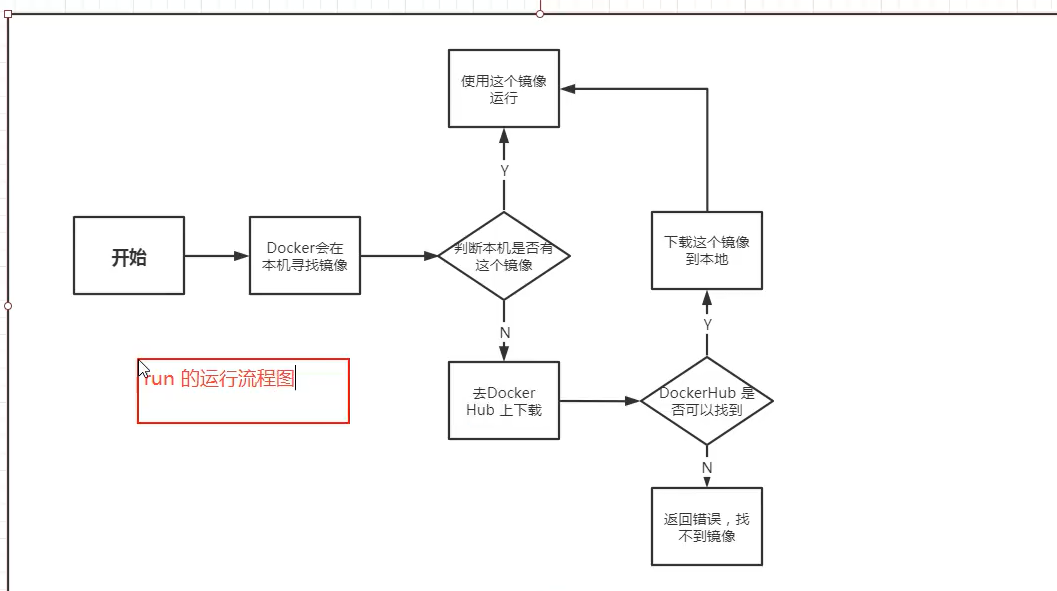 使用这个镜像
运行
Y
开始
Docker会在
本机寻找镜像
判断本机是否有
这个镜像
下载这个镜像
到本地
N
Y
run 的运行流程图
去Docker
Hub 上下载
DockerHub 是
否可以找到
N
返回错误，找
不到镜像